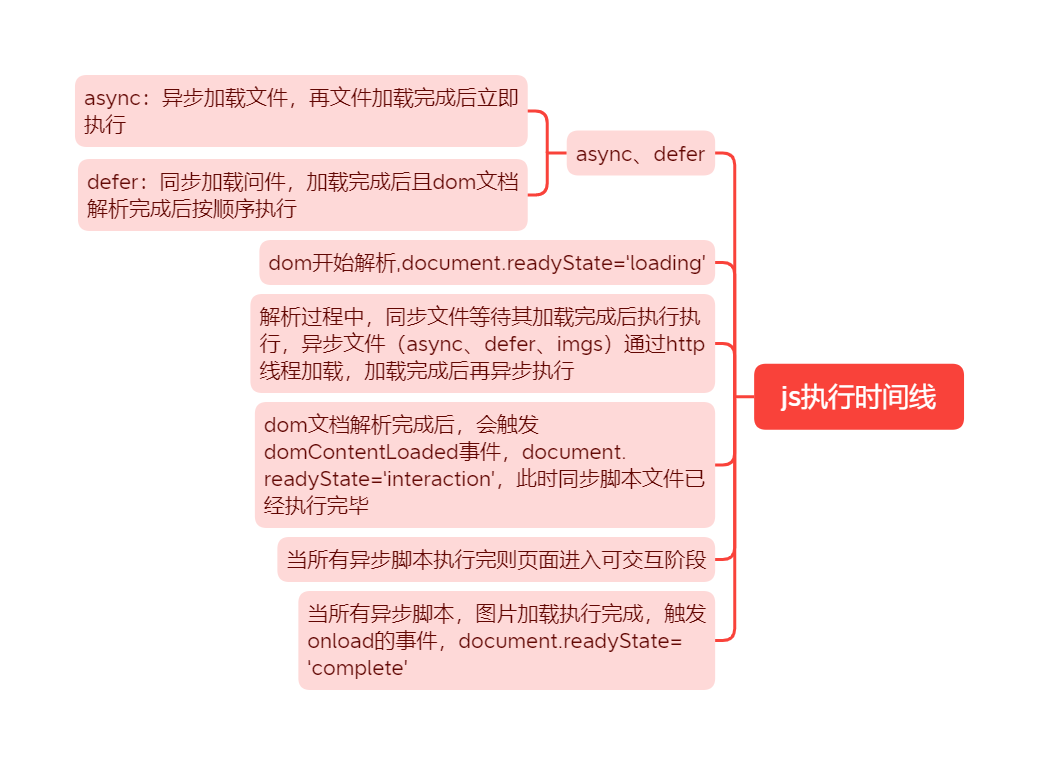 async：异步加载文件，再文件加载完成后立即
执行
defer：同步加载问件，加载完成后且dom文档
解析完成后按顺序执行
async、defer
dom开始解析,document.readyState='loading'
解析过程中，同步文件等待其加载完成后执行执
行，异步文件（async、defer、imgs）通过http
线程加载，加载完成后再异步执行
dom文档解析完成后，会触发
domContentLoaded事件，document.
readyState='interaction'，此时同步脚本文件已
经执行完毕
当所有异步脚本执行完则页面进入可交互阶段
当所有异步脚本，图片加载执行完成，触发
onload的事件，document.readyState=
'complete'
js执行时间线